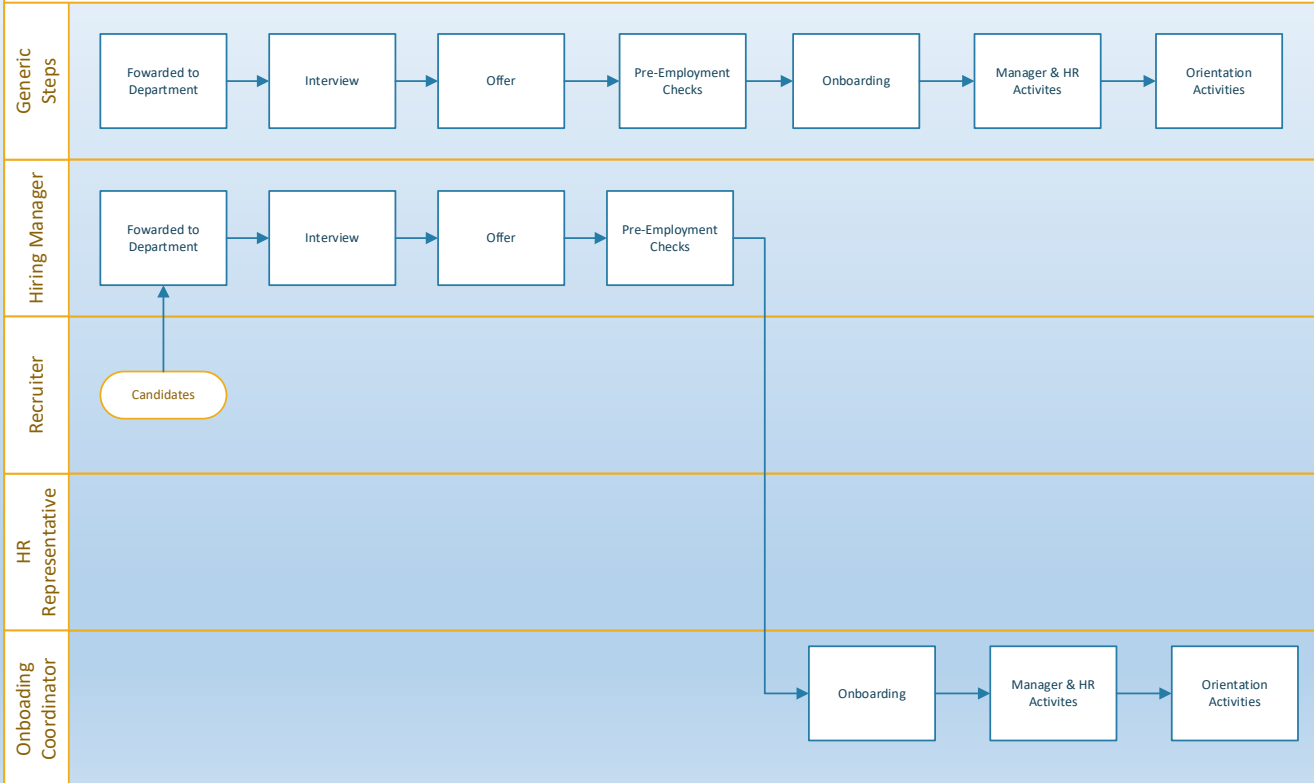 Generic
Steps
Fowarded to
Department
Interview
Offer
Pre-Employment
Checks
Onboarding
Manager & HR
Activites
Orientation
Activities
Hiring Manager
Fowarded to
Department
Interview
Offer
Pre-Employment
Checks
Recruiter
Candidates
HR
Representative
Onboading
Coordinator
Onboarding
Manager & HR
Activites
Orientation
Activities